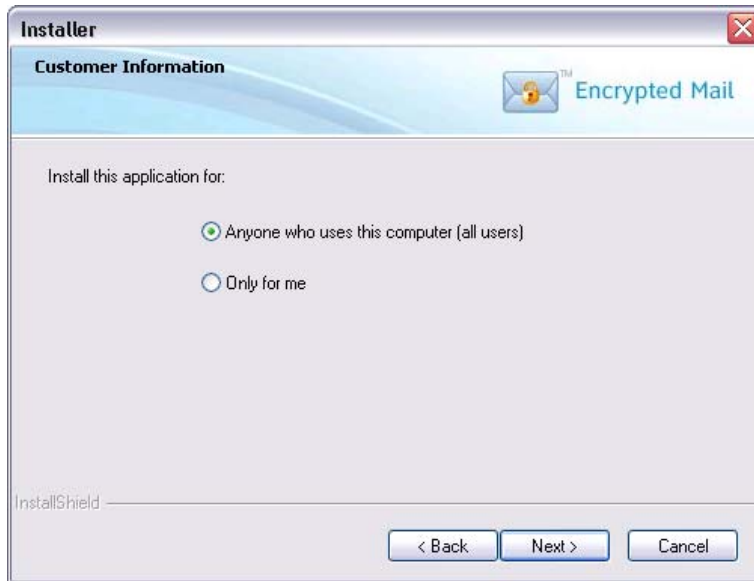 Installer
Customer Information
™ Encrypted Mail
Install this application for:
Anyone who uses this computer (all users)
Only for me
InstallShield
< Back
Next >
Cancel